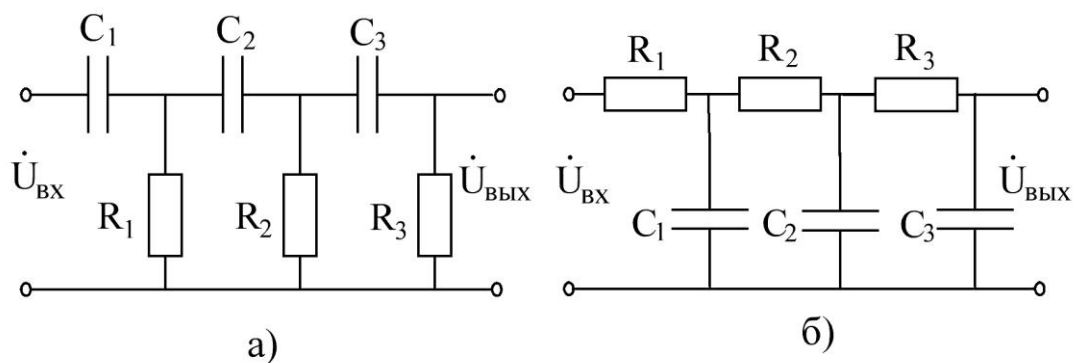 C1 C2 C3
U̇вх R1 R2 R3 U̇вых
а)
R1 R2 R3
U̇вх C1 C2 C3 U̇вых
б)